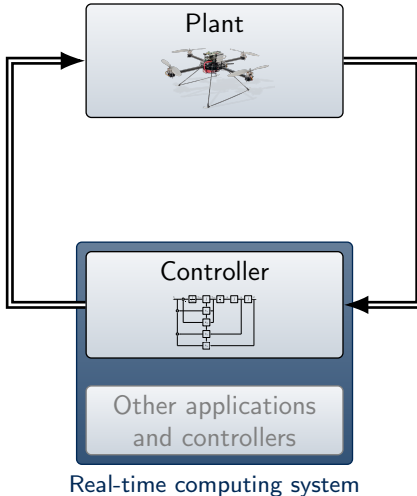 Plant
Controller
Other applications
and controllers
Real-time computing system